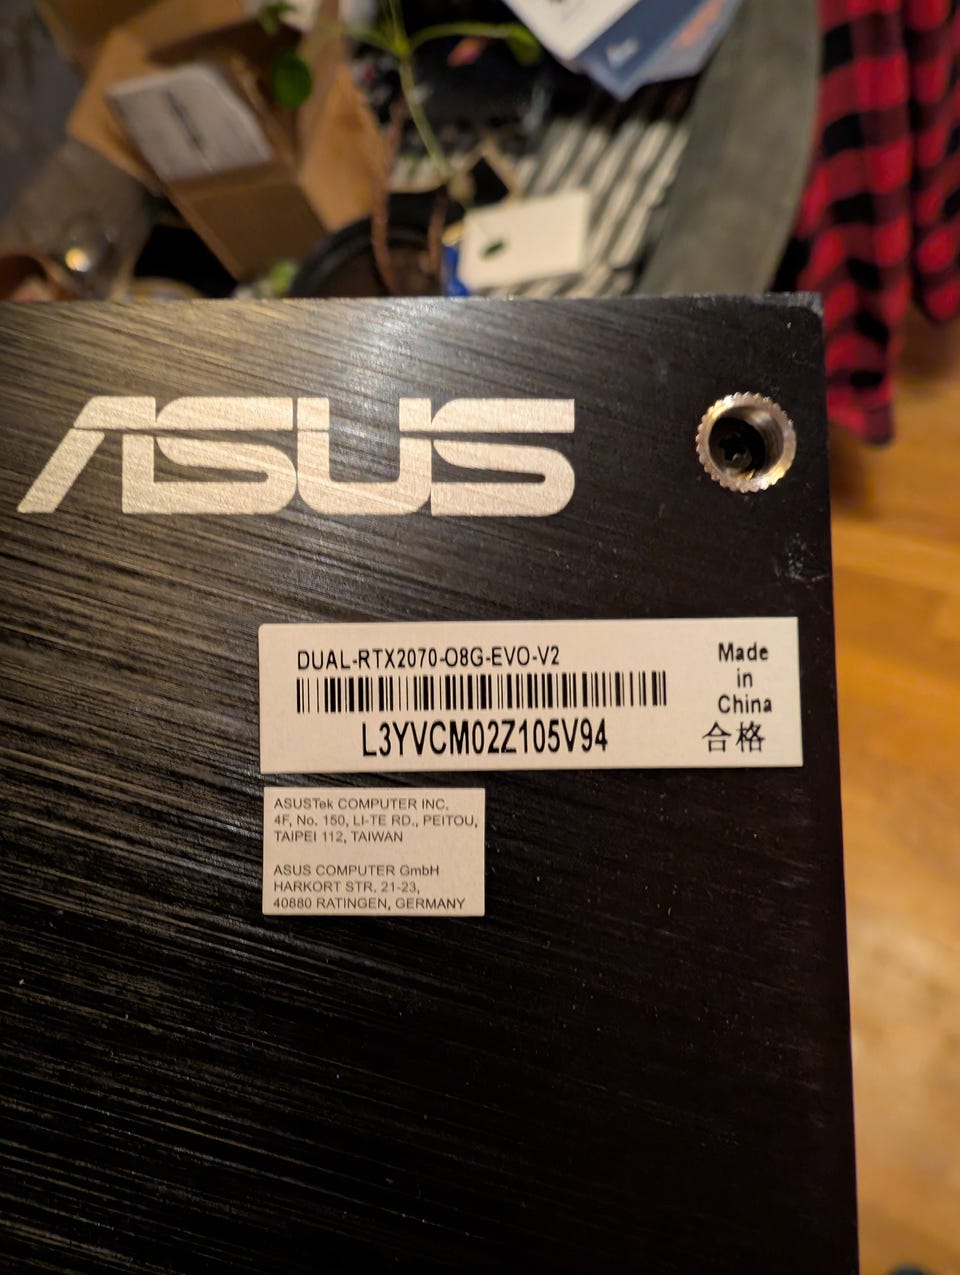 ASUS
DUAL-RTX2070-O8G-EVO-V2
L3YVCM02Z105V94
Made
in
China
合格
ASUSTek COMPUTER INC.
4F, No. 150, LI-TE RD., PEITOU,
TAIPEI 112, TAIWAN
ASUS COMPUTER GmbH
HARKORT STR. 21-23,
40880 RATINGEN, GERMANY